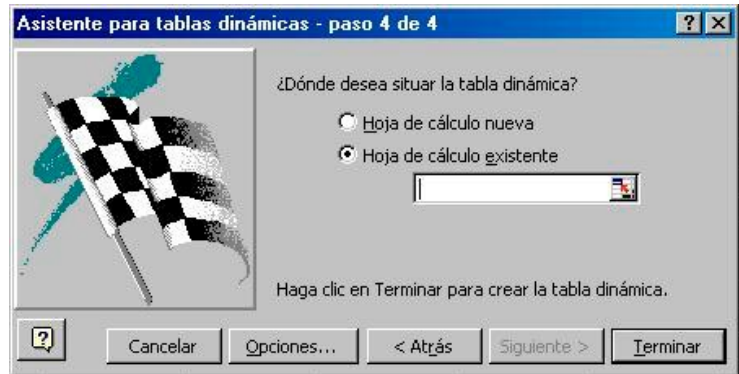 Asistente para tablas dinámicas - paso 4 de 4
¿Dónde desea situar la tabla dinámica?
Hoja de cálculo nueva
Hoja de cálculo existente
Haga clic en Terminar para crear la tabla dinámica.
Cancelar Opciones... < Atrás Siguiente > Terminar